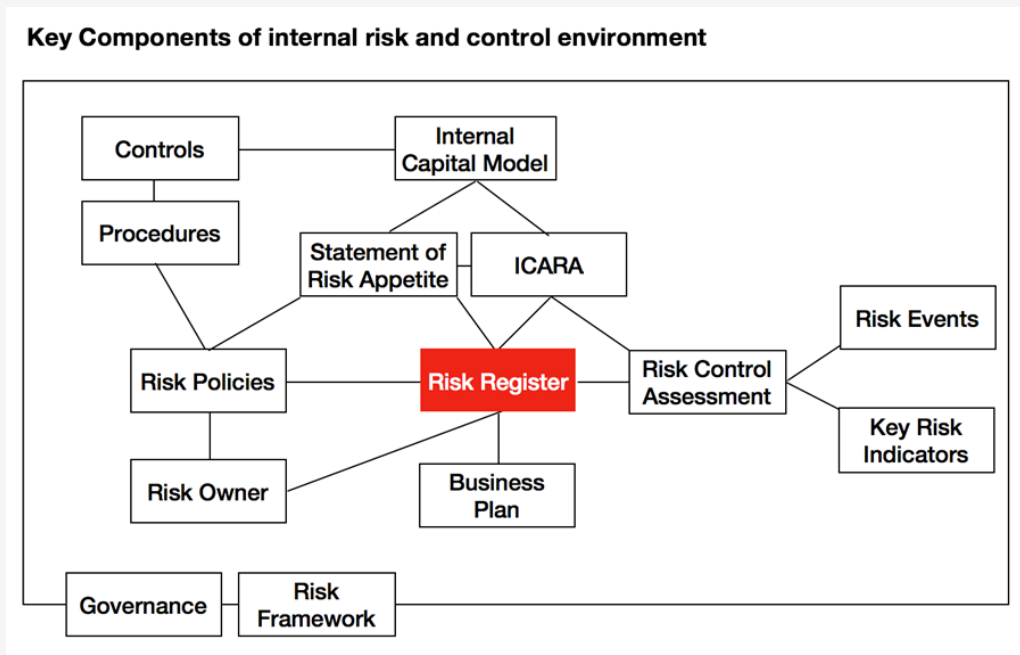 Key Components of internal risk and control environment
Controls
Internal
Capital Model
Procedures
Statement of
Risk Appetite
ICARA
Risk Events
Risk Policies
Risk Register
Risk Control
Assessment
Key Risk
Indicators
Risk Owner
Business
Plan
Governance
Risk
Framework